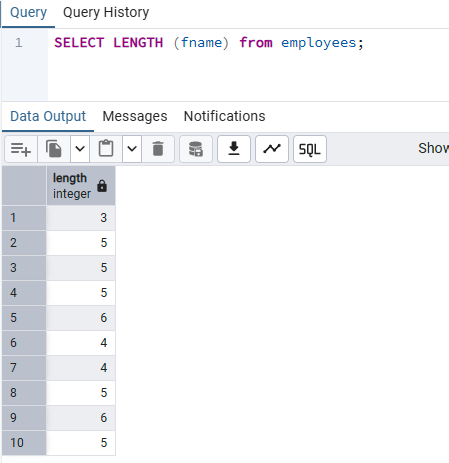 Query Query History
1 SELECT LENGTH (fname) from employees;
Data Output Messages Notifications
SQL Show
length
integer
1 3
2 5
3 5
4 5
5 6
6 4
7 4
8 5
9 6
10 5